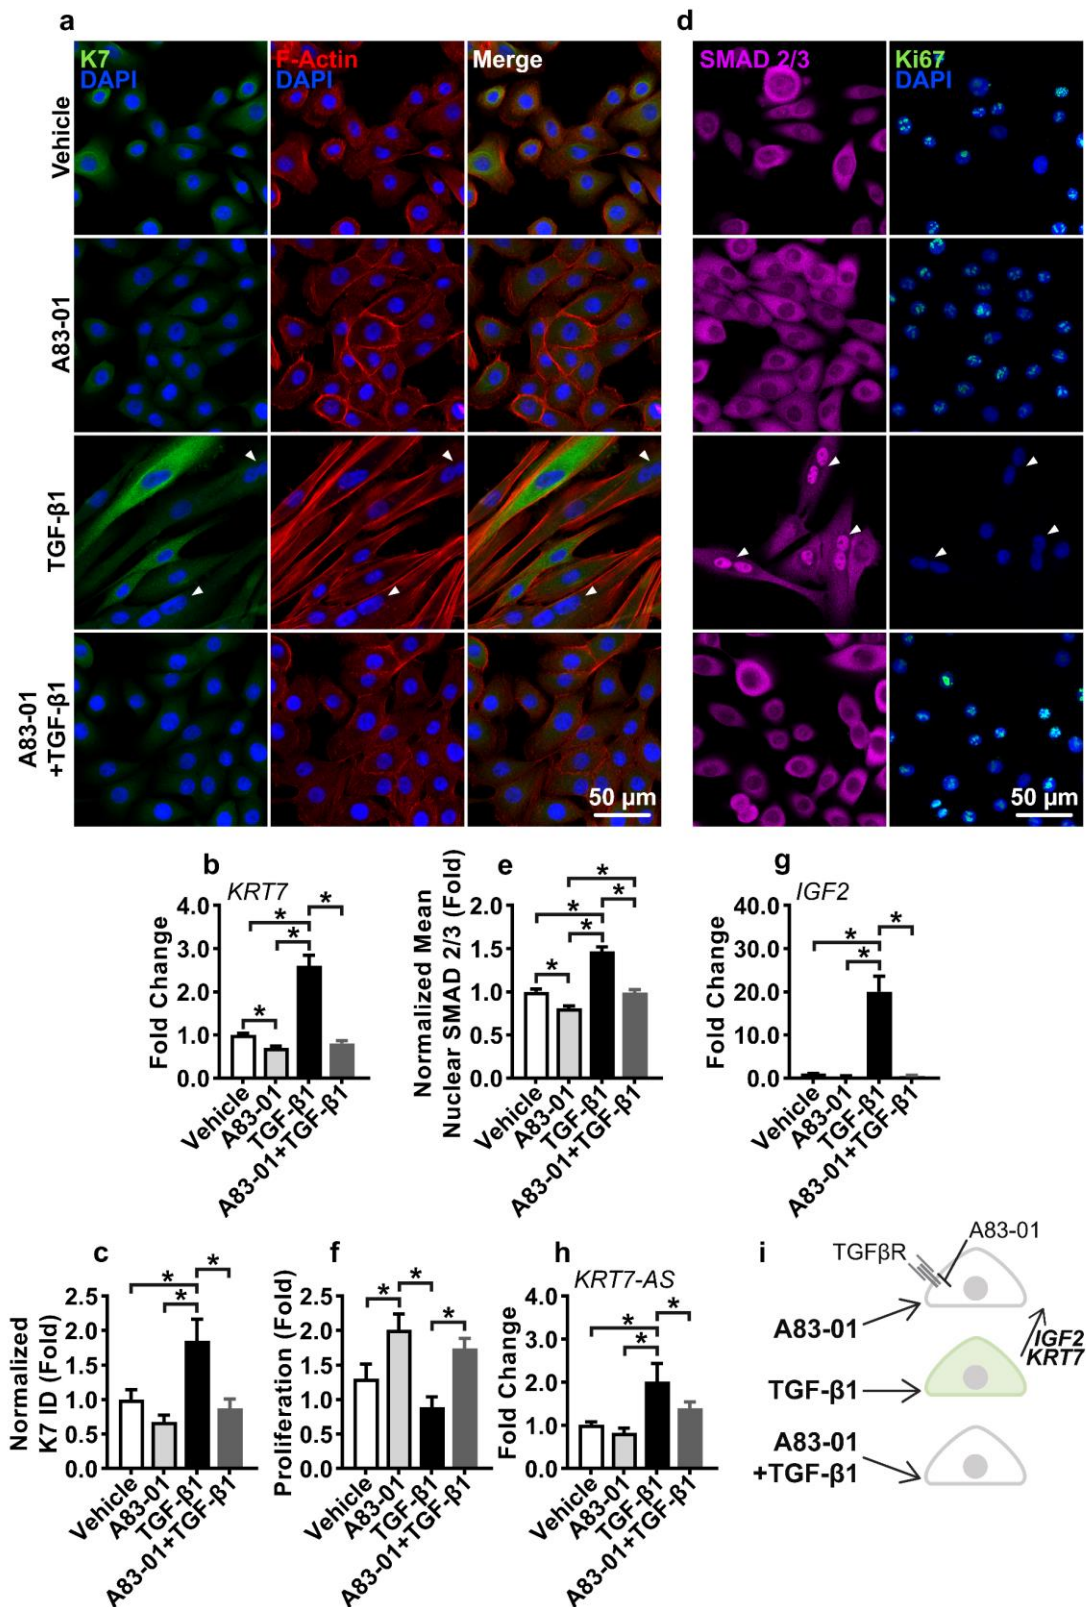 a
K7
DAPI
F-Actin
DAPI
Merge
Vehicle
A83-01
TGF-β1
A83-01
+TGF-β1
50 µm
d
SMAD 2/3
Ki67
DAPI
50 µm
b
KRT7
Fold Change
4.0
3.0
2.0
1.0
0.0
*
*
*
*
Vehicle
A83-01
TGF-β1
A83-01+TGF-β1
e
Normalized Mean
Nuclear SMAD 2/3 (Fold)
2.0
1.5
1.0
0.5
0.0
*
*
*
*
*
Vehicle
A83-01
TGF-β1
A83-01+TGF-β1
g
IGF2
Fold Change
40.0
30.0
20.0
10.0
0.0
*
*
*
Vehicle
A83-01
TGF-β1
A83-01+TGF-β1
c
Normalized
K7 ID (Fold)
2.5
2.0
1.5
1.0
0.5
0.0
*
*
*
Vehicle
A83-01
TGF-β1
A83-01+TGF-β1
f
Proliferation (Fold)
2.5
2.0
1.5
1.0
0.5
0.0
*
*
*
Vehicle
A83-01
TGF-β1
A83-01+TGF-β1
h
KRT7-AS
Fold Change
4.0
3.0
2.0
1.0
0.0
*
*
*
Vehicle
A83-01
TGF-β1
A83-01+TGF-β1
i
A83-01
TGFβR
A83-01
IGF2
KRT7
TGF-β1
A83-01
+TGF-β1